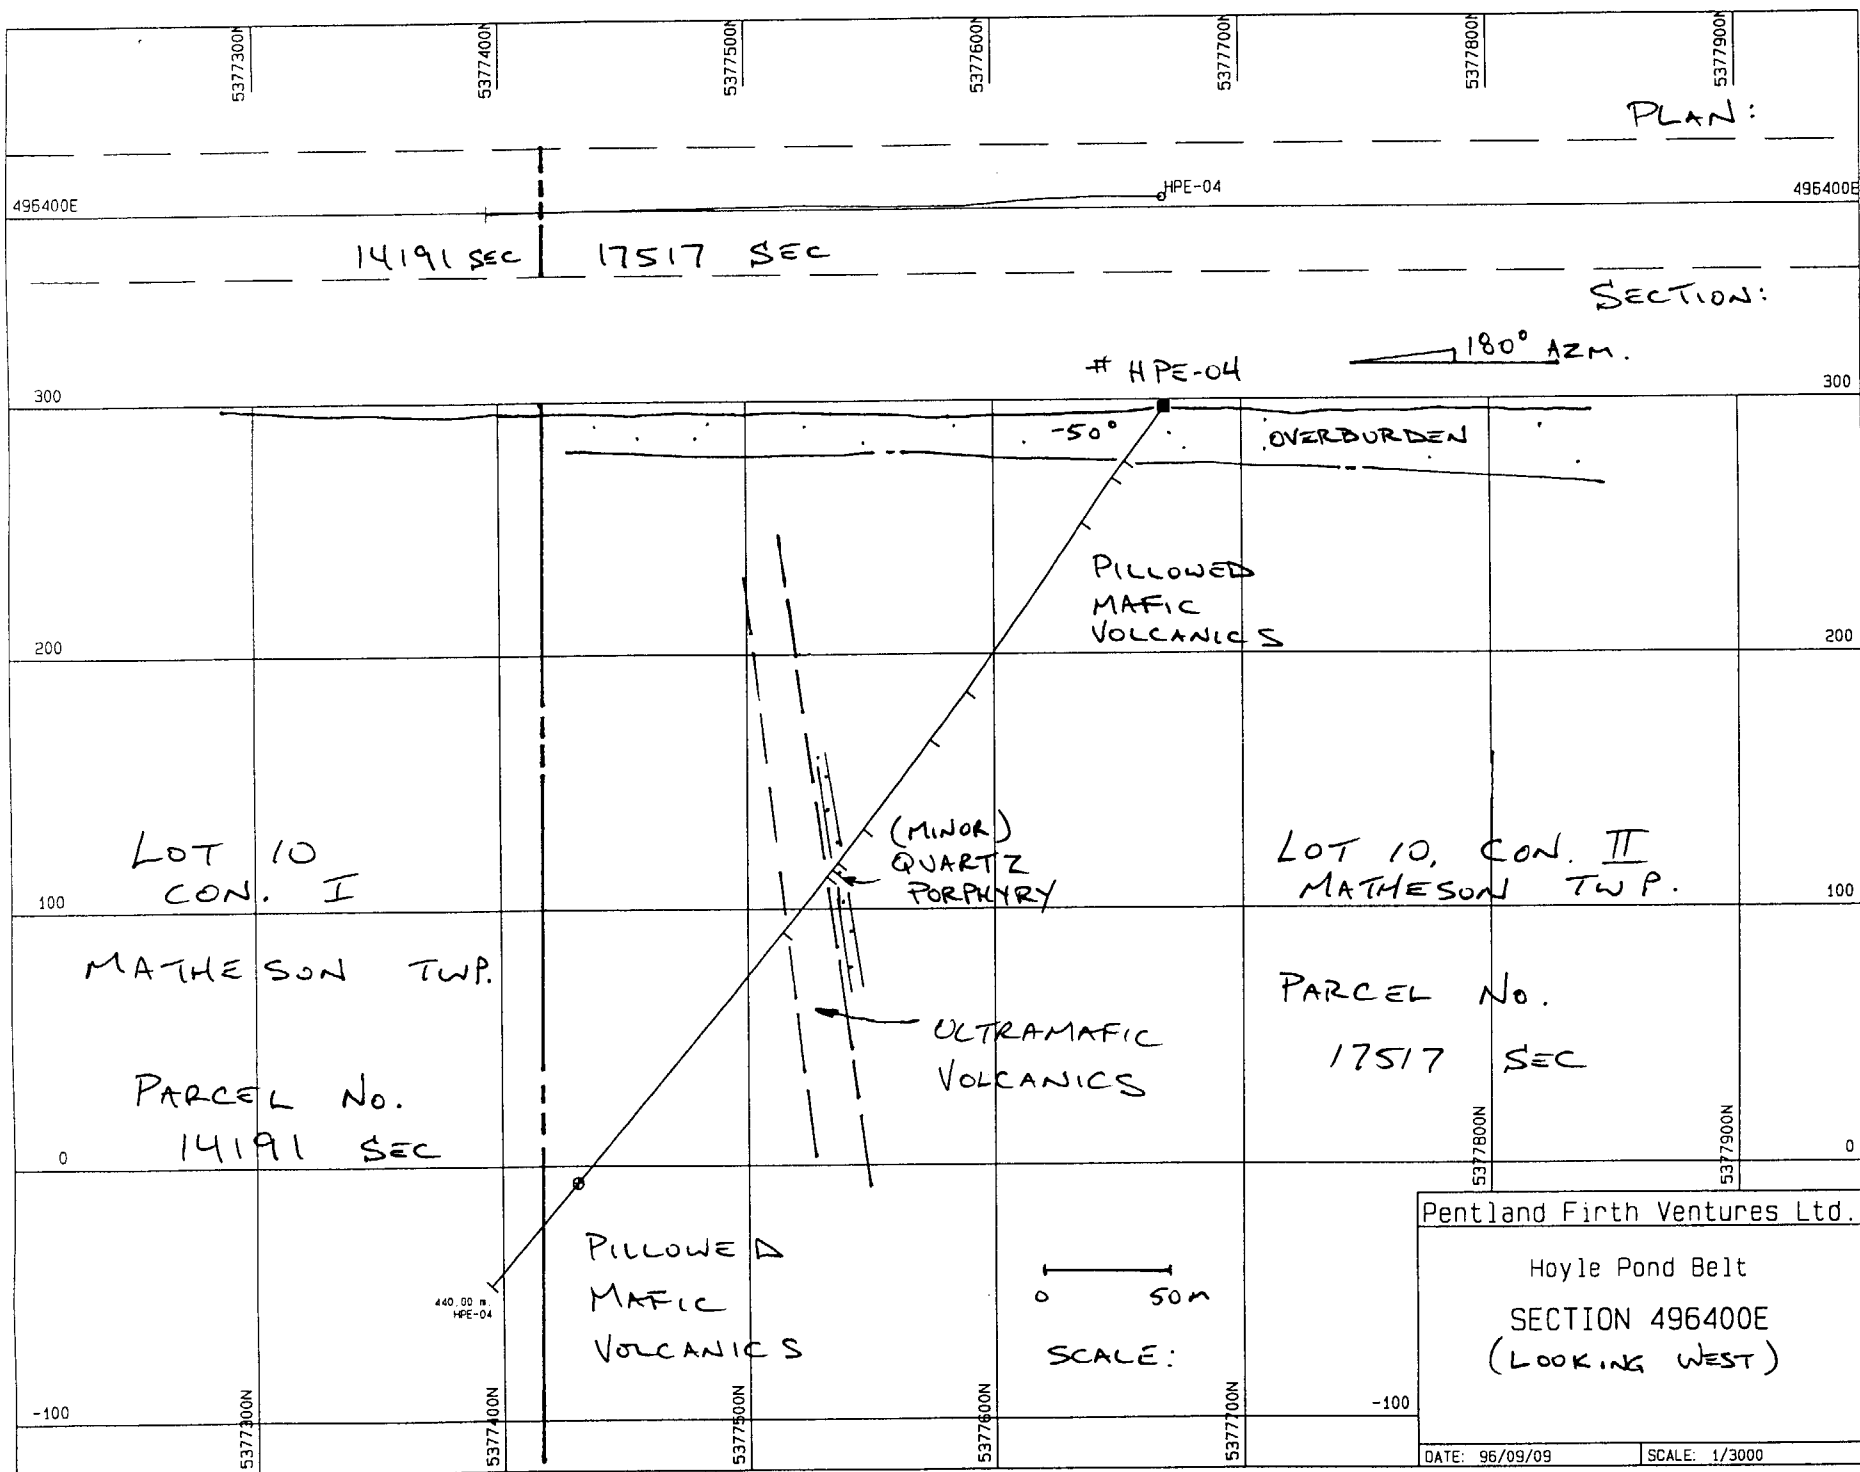 5377300N 5377400N 5377500N 5377600N 5377700N 5377800N 5377900N
PLAN:
HPE-04
496400E 496400E
14191 SEC 17517 SEC
SECTION:
180° AZM.
# HPE-04
300 300
-50° OVERBURDEN
PILLOWED
MAFIC
VOLCANICS
200 200
(MINOR)
QUARTZ
PORPHYRY
LOT 10
CON. I
MATHESON TWP.
PARCEL No.
14191 SEC
LOT 10, CON. II
MATHESON TWP.
PARCEL No.
17517 SEC
100 100
ULTRAMAFIC
VOLCANICS
0 0
5377800N 5377900N
440.00 m.
HPE-04
PILLOWED
MAFIC
VOLCANICS
0 50m
SCALE:
-100 -100
5377300N 5377400N 5377500N 5377600N 5377700N
Pentland Firth Ventures Ltd.
Hoyle Pond Belt
SECTION 496400E
(LOOKING WEST)
DATE: 96/09/09 SCALE: 1/3000